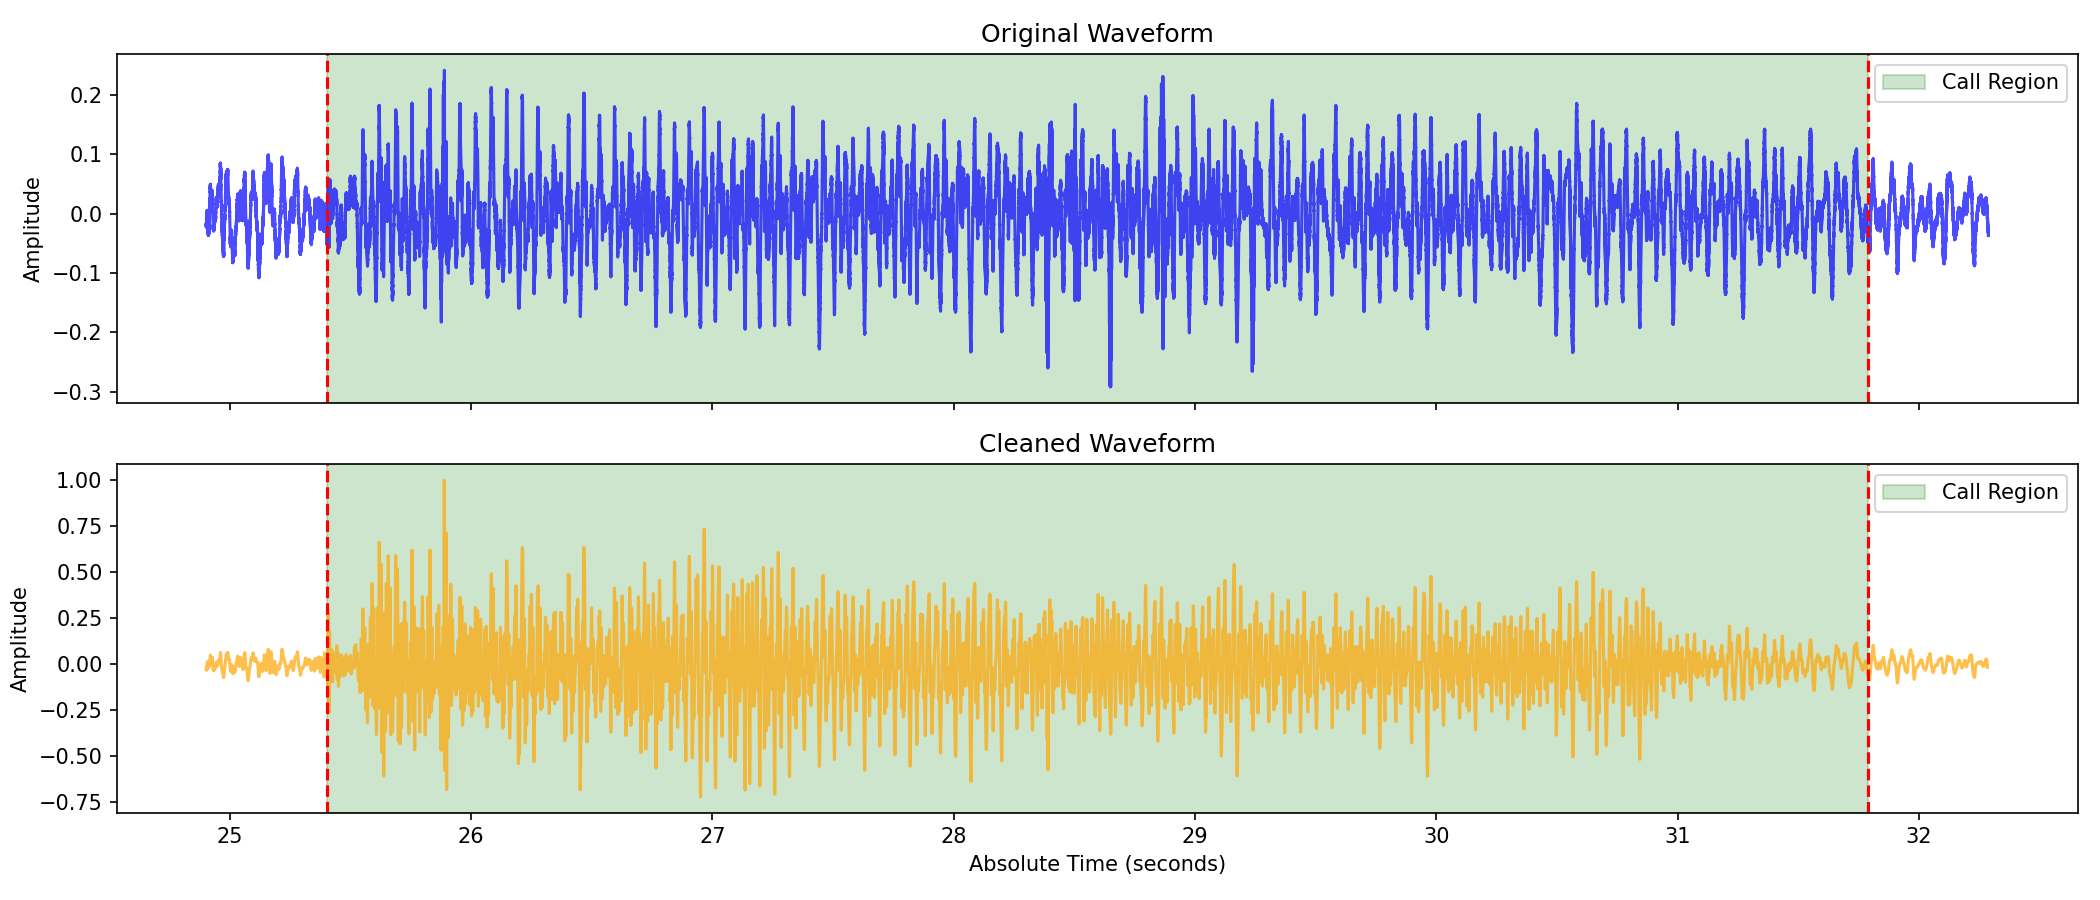 Original Waveform
Call Region
0.2
0.1
0.0
−0.1
−0.2
−0.3
Amplitude
Cleaned Waveform
Call Region
1.00
0.75
0.50
0.25
0.00
−0.25
−0.50
−0.75
Amplitude
25 26 27 28 29 30 31 32
Absolute Time (seconds)